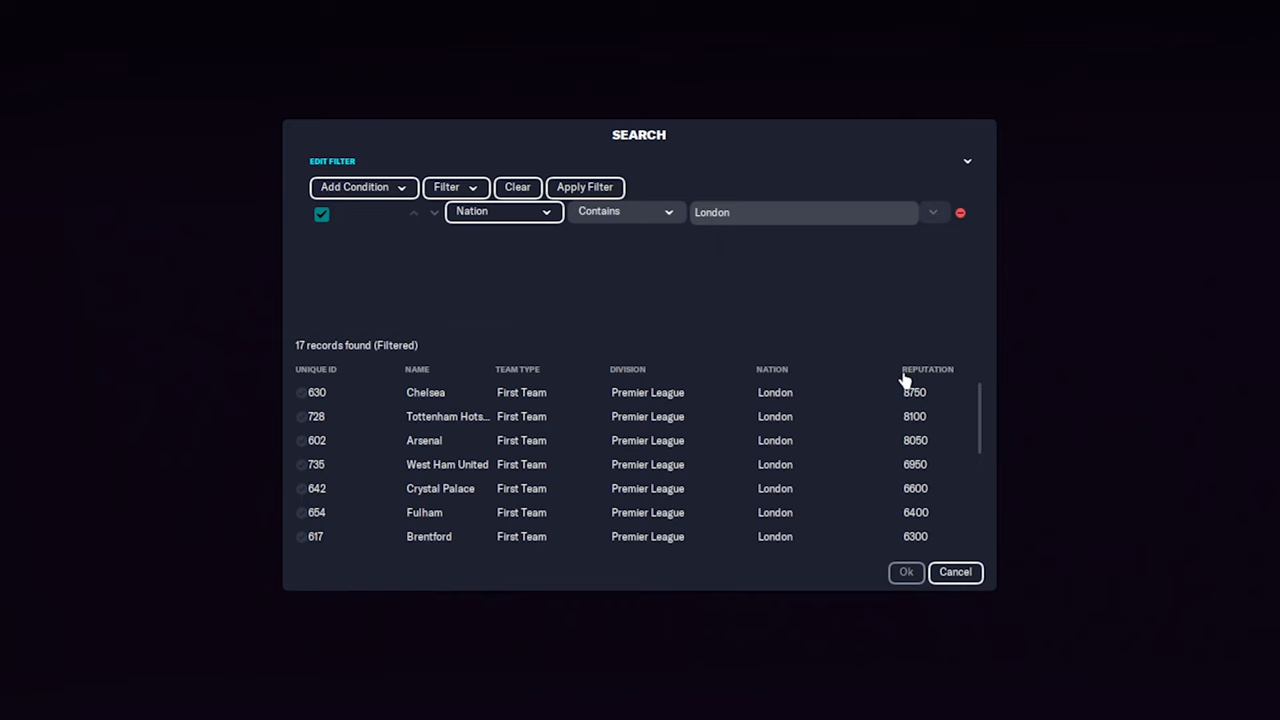 SEARCH
EDIT FILTER
Add Condition Filter Clear Apply Filter
Nation Contains London
17 records found (Filtered)
UNIQUE ID NAME TEAM TYPE DIVISION NATION REPUTATION
630 Chelsea First Team Premier League London 8750
728 Tottenham Hots... First Team Premier League London 8100
602 Arsenal First Team Premier League London 8050
735 West Ham United First Team Premier League London 6950
642 Crystal Palace First Team Premier League London 6600
654 Fulham First Team Premier League London 6400
617 Brentford First Team Premier League London 6300
Ok Cancel